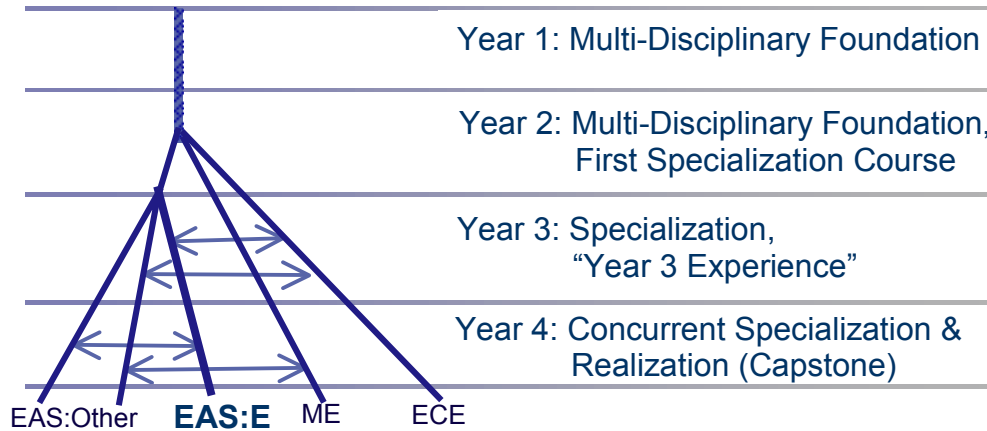 Year 1: Multi-Disciplinary Foundation
Year 2: Multi-Disciplinary Foundation,
First Specialization Course
Year 3: Specialization,
“Year 3 Experience”
Year 4: Concurrent Specialization &
Realization (Capstone)
EAS:Other EAS:E ME ECE